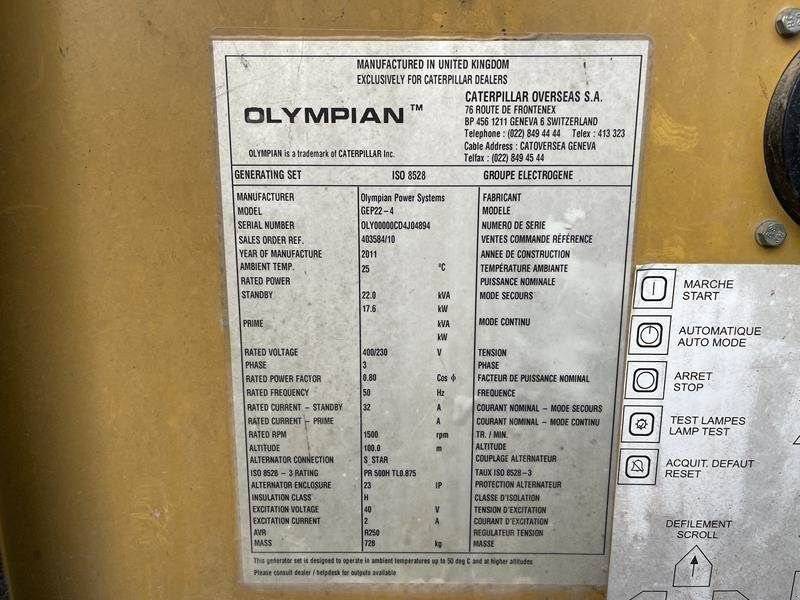 MANUFACTURED IN UNITED KINGDOM
EXCLUSIVELY FOR CATERPILLAR DEALERS
OLYMPIAN™
CATERPILLAR OVERSEAS S.A.
76 ROUTE DE FRONTENEX
BP 456 1211 GENEVA 6 SWITZERLAND
Telephone : (022) 849 44 44 Telex : 413 323
Cable Address : CATOVERSEA GENEVA
Telfax : (022) 849 45 44
OLYMPIAN is a trademark of CATERPILLAR Inc.
GENERATING SET ISO 8528 GROUPE ELECTROGENE
MANUFACTURER Olympian Power Systems FABRICANT
MODEL GEP22-4 MODELE
SERIAL NUMBER OLY00000CD4J04894 NUMERO DE SERIE
SALES ORDER REF. 403584/10 VENTES COMMANDE RÉFÉRENCE
YEAR OF MANUFACTURE 2011 ANNEE DE CONSTRUCTION
AMBIENT TEMP. 25 °C TEMPÉRATURE AMBIANTE
RATED POWER PUISSANCE NOMINALE
STANDBY 22.0 kVA MODE SECOURS
17.6 kW
PRIME kVA MODE CONTINU
kW
RATED VOLTAGE 400/230 V TENSION
PHASE 3 PHASE
RATED POWER FACTOR 0.80 Cos ϕ FACTEUR DE PUISSANCE NOMINAL
RATED FREQUENCY 50 Hz FREQUENCE
RATED CURRENT - STANDBY 32 A COURANT NOMINAL - MODE SECOURS
RATED CURRENT - PRIME A COURANT NOMINAL - MODE CONTINU
RATED RPM 1500 rpm TR. / MIN.
ALTITUDE 100.0 m ALTITUDE
ALTERNATOR CONNECTION S STAR COUPLAGE ALTERNATEUR
ISO 8528 - 3 RATING PR 500H TL0.875 TAUX ISO 8528-3
ALTERNATOR ENCLOSURE 23 IP PROTECTION ALTERNATEUR
INSULATION CLASS H CLASSE D'ISOLATION
EXCITATION VOLTAGE 40 V TENSION D'EXCITATION
EXCITATION CURRENT 2 A COURANT D'EXCITATION
AVR R250 REGULATEUR TENSION
MASS 728 kg MASSE
This generator set is designed to operate in ambient temperatures up to 50 deg C and at higher altitudes
Please consult dealer / helpdesk for outputs available
MARCHE
START
AUTOMATIQUE
AUTO MODE
ARRET
STOP
TEST LAMPES
LAMP TEST
ACQUIT. DEFAUT
RESET
DEFILEMENT
SCROLL